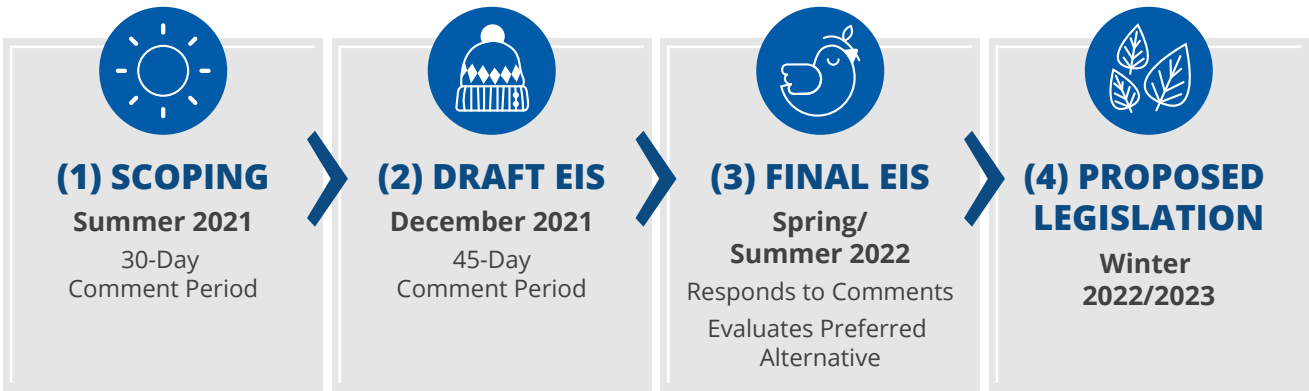 (1) SCOPING
Summer 2021
30-Day
Comment Period
(2) DRAFT EIS
December 2021
45-Day
Comment Period
(3) FINAL EIS
Spring/
Summer 2022
Responds to Comments
Evaluates Preferred
Alternative
(4) PROPOSED
LEGISLATION
Winter
2022/2023